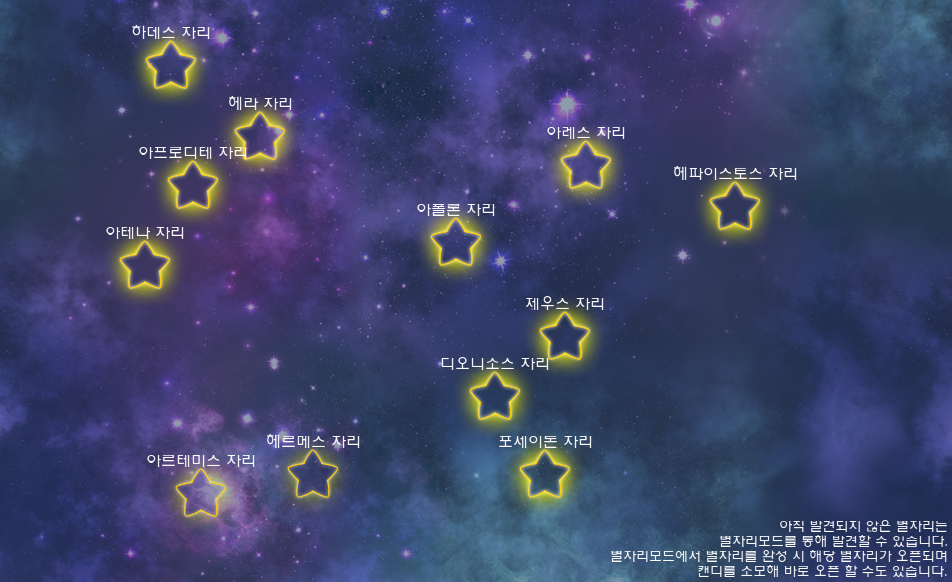 하데스 자리
헤라 자리
아레스 자리
아프로디테 자리
헤파이스토스 자리
아폴론 자리
아테나 자리
제우스 자리
디오니소스 자리
헤르메스 자리
포세이돈 자리
아르테미스 자리
아직 발견되지 않은 별자리는
별자리모드를 통해 발견할 수 있습니다.
별자리모드에서 별자리를 완성 시 해당 별자리가 오픈되며
캔디를 소모해 바로 오픈 할 수도 있습니다.